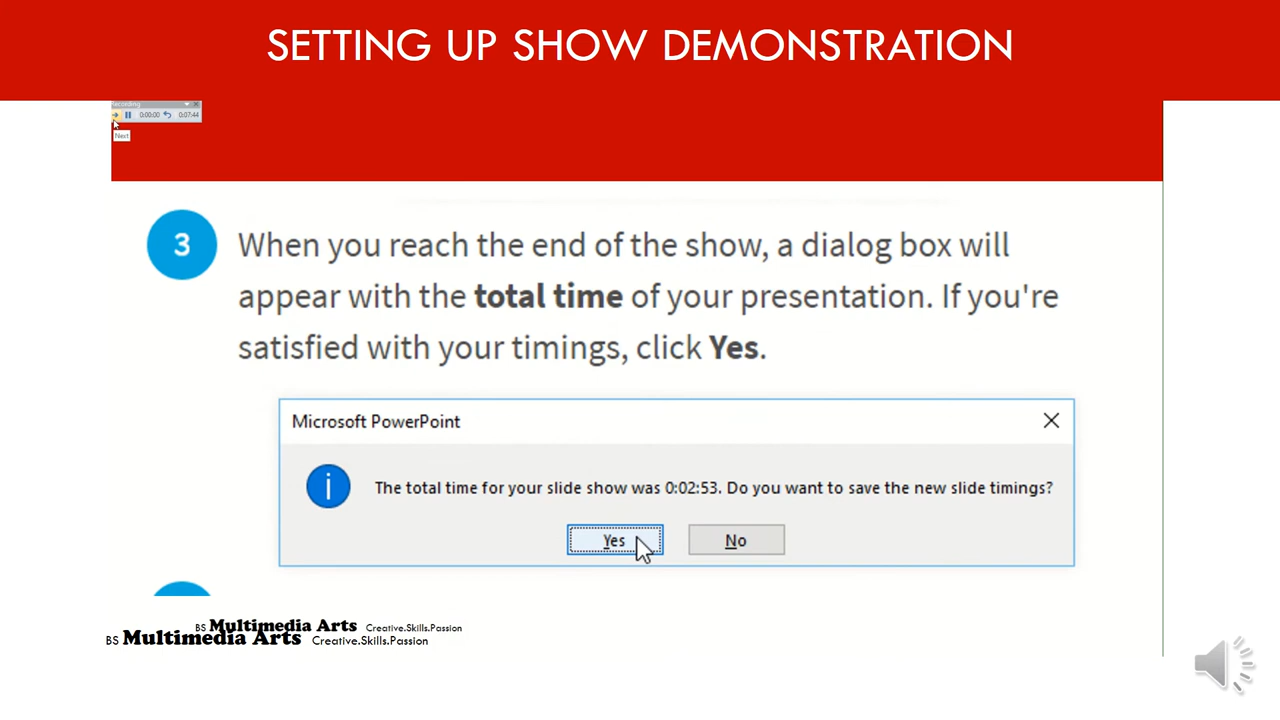 SETTING UP SHOW DEMONSTRATION
Recording
0:00:00 0:07:44
Next
3 When you reach the end of the show, a dialog box will
appear with the total time of your presentation. If you're
satisfied with your timings, click Yes.
Microsoft PowerPoint
The total time for your slide show was 0:02:53. Do you want to save the new slide timings?
Yes No
BS Multimedia Arts Creative.Skills.Passion
BS Multimedia Arts Creative.Skills.Passion